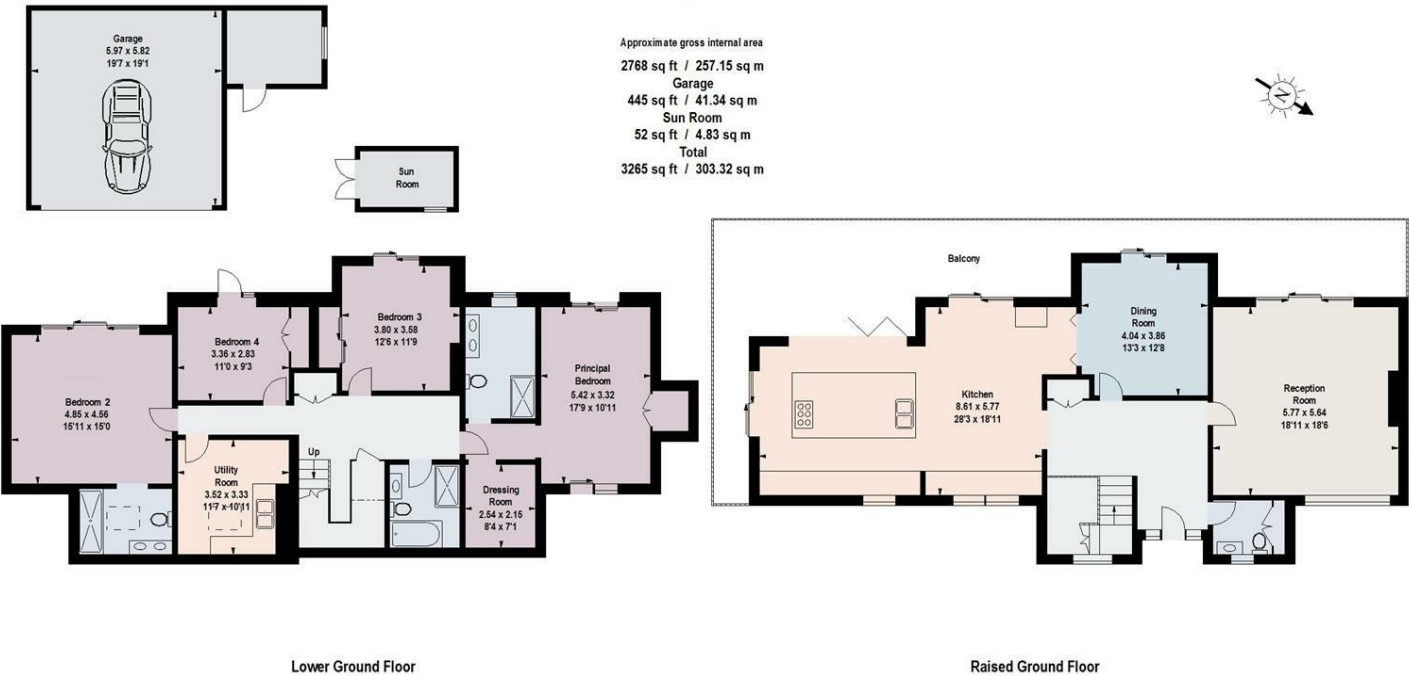 Garage
5.97 x 5.82
19'7 x 19'1
Approximate gross internal area
2768 sq ft / 257.15 sq m
Garage
445 sq ft / 41.34 sq m
Sun Room
52 sq ft / 4.83 sq m
Total
3265 sq ft / 303.32 sq m
N
Sun
Room
Bedroom 2
4.85 x 4.56
15'11 x 15'0
Bedroom 4
3.36 x 2.83
11'0 x 9'3
Bedroom 3
3.80 x 3.58
12'6 x 11'9
Principal
Bedroom
5.42 x 3.32
17'9 x 10'11
Up
Utility
Room
3.52 x 3.33
11'7 x 10'11
Dressing
Room
2.54 x 2.15
8'4 x 7'1
Balcony
Dining
Room
4.04 x 3.86
13'3 x 12'8
Kitchen
8.61 x 5.77
28'3 x 18'11
Reception
Room
5.77 x 5.64
18'11 x 18'6
Lower Ground Floor
Raised Ground Floor